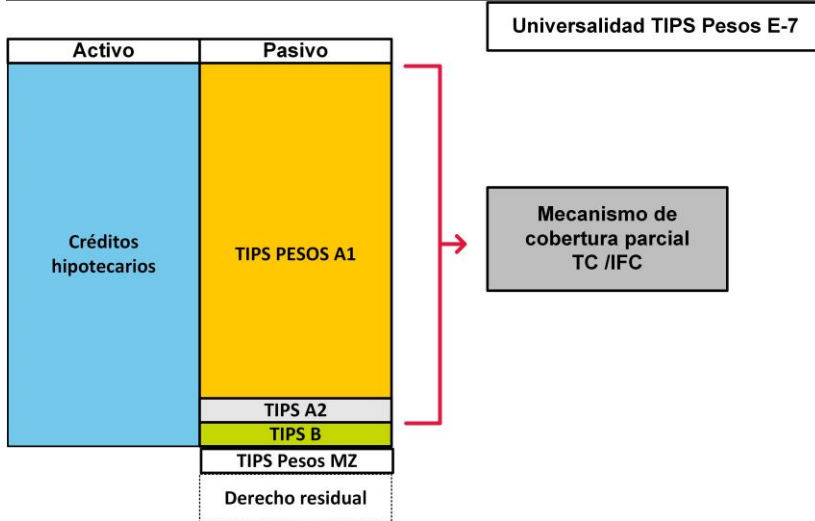 Universalidad TIPS Pesos E-7
Activo
Pasivo
Créditos
hipotecarios
TIPS PESOS A1
Mecanismo de
cobertura parcial
TC /IFC
TIPS A2
TIPS B
TIPS Pesos MZ
Derecho residual